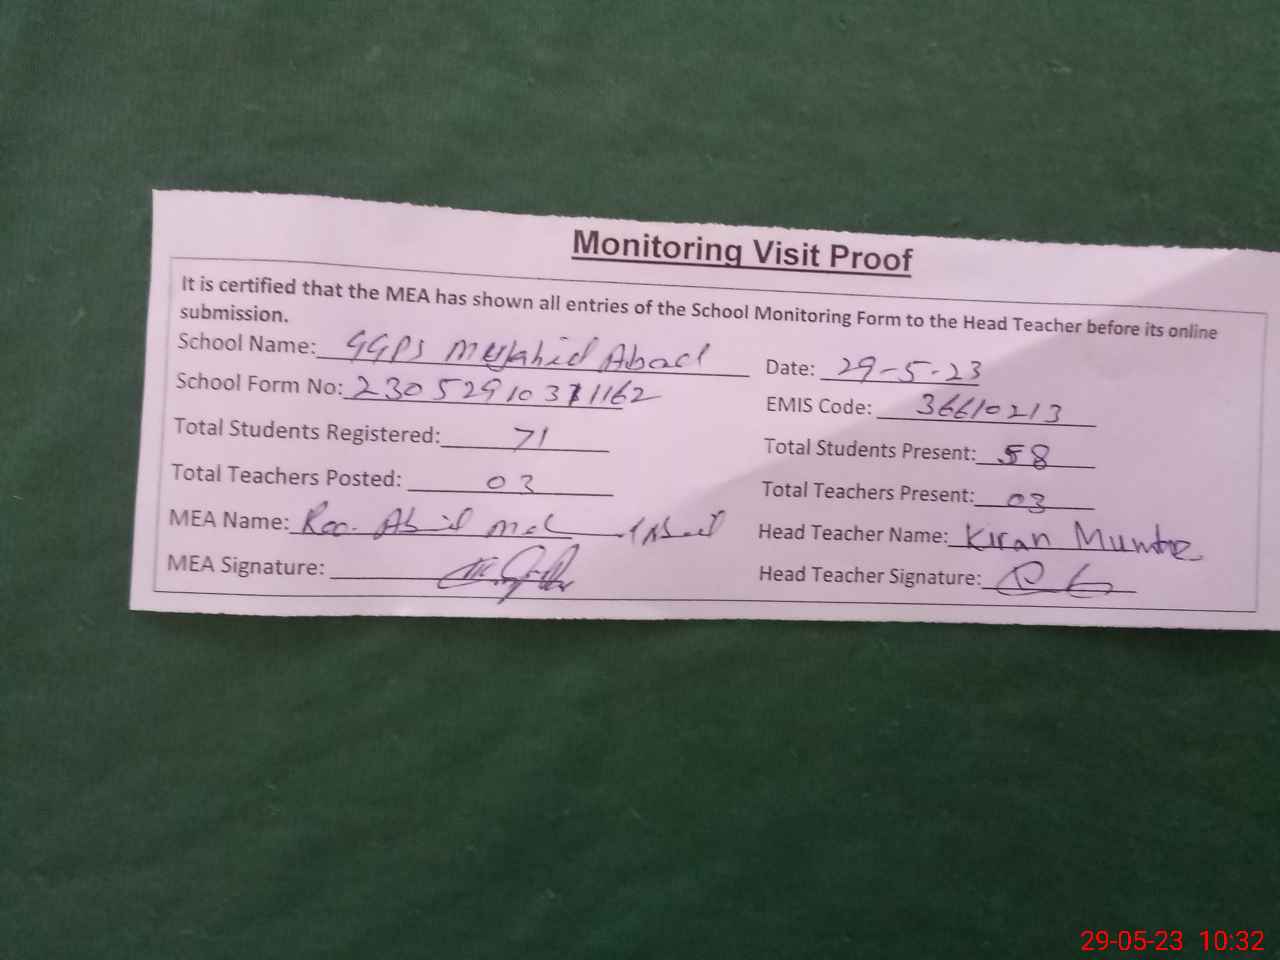 Monitoring Visit Proof
It is certified that the MEA has shown all entries of the School Monitoring Form to the Head Teacher before its online
submission.
School Name: GGPS Mujahid Abad Date: 29-5-23
School Form No: EMIS Code: 36610213
Total Students Registered: 71 Total Students Present: 58
Total Teachers Posted: 03 Total Teachers Present: 03
MEA Name: Rao Head Teacher Name: Kiran
MEA Signature: Head Teacher Signature:
29-05-23 10:32